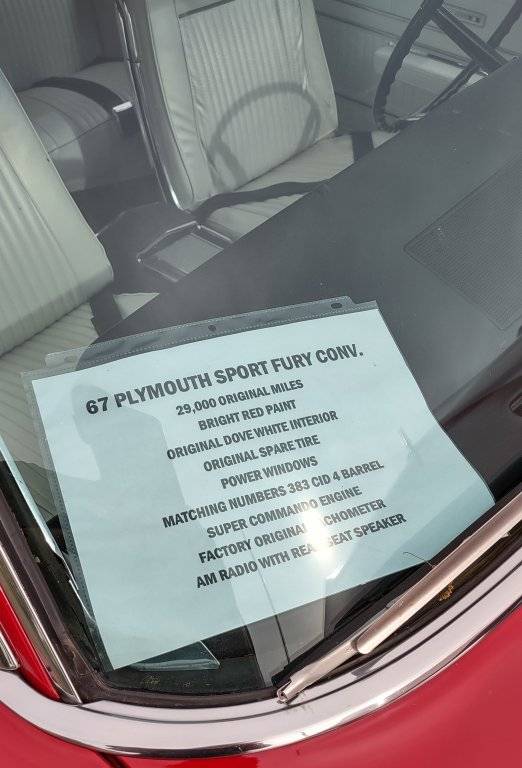 67 PLYMOUTH SPORT FURY CONV.
29,000 ORIGINAL MILES
BRIGHT RED PAINT
ORIGINAL DOVE WHITE INTERIOR
ORIGINAL SPARE TIRE
POWER WINDOWS
MATCHING NUMBERS 383 CID 4 BARREL
SUPER COMMANDO ENGINE
FACTORY ORIGINAL TACHOMETER
AM RADIO WITH REAR SEAT SPEAKER